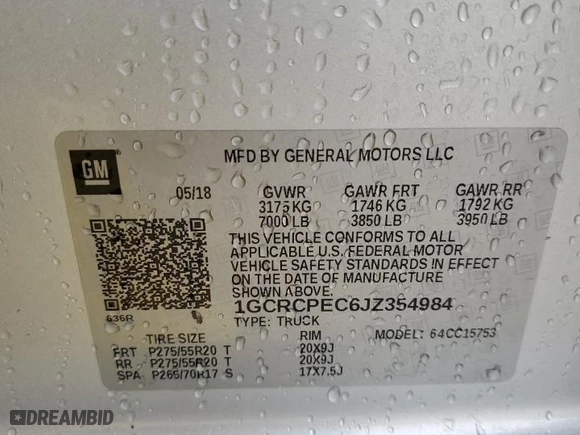 GM
MFD BY GENERAL MOTORS LLC
05/18 GVWR GAWR FRT GAWR RR
3175 KG 1746 KG 1792 KG
7000 LB 3850 LB 3950 LB
THIS VEHICLE CONFORMS TO ALL
APPLICABLE U.S. FEDERAL MOTOR
VEHICLE SAFETY STANDARDS IN EFFECT
ON THE DATE OF MANUFACTURE
SHOWN ABOVE.
636R 1GCRCPEC6JZ354984
TYPE: TRUCK MODEL: 64CC15753
TIRE SIZE RIM
FRT P275/55R20 T 20X9J
RR P275/55R20 T 20X9J
SPA P265/70R17 S 17X7.5J
DREAMBID